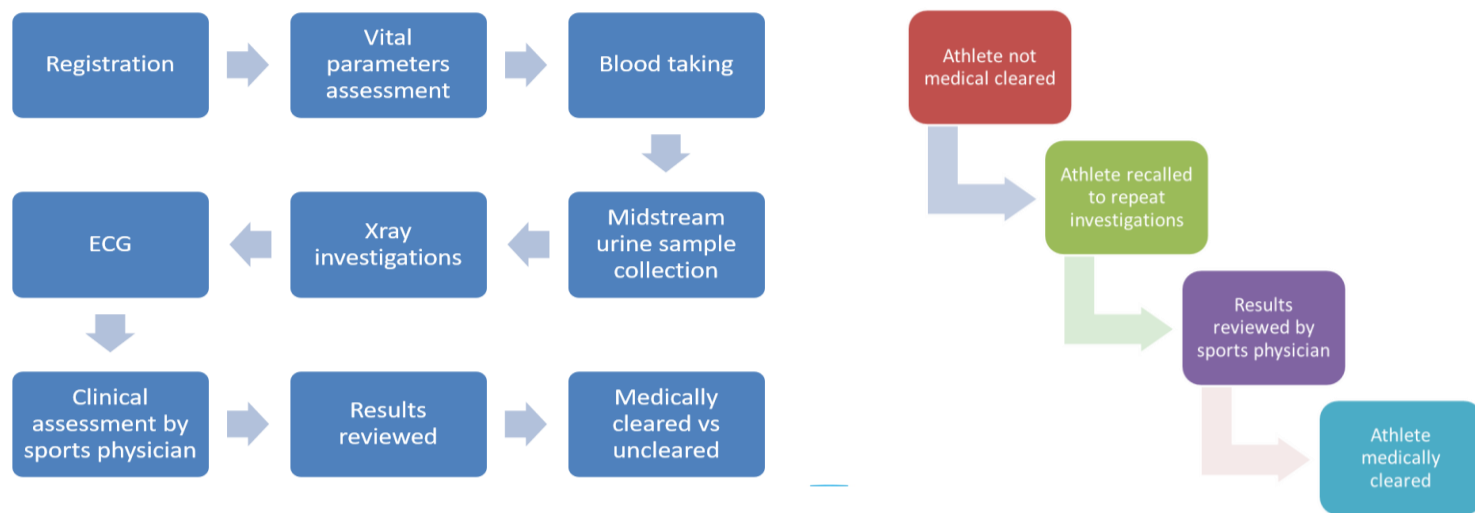 Registration
Vital
parameters
assessment
Blood taking
Midstream
urine sample
collection
Xray
investigations
ECG
Clinical
assessment by
sports physician
Results
reviewed
Medically
cleared vs
uncleared
Athlete not
medical cleared
Athlete recalled
to repeat
investigations
Results
reviewed by
sports physician
Athlete
medically
cleared